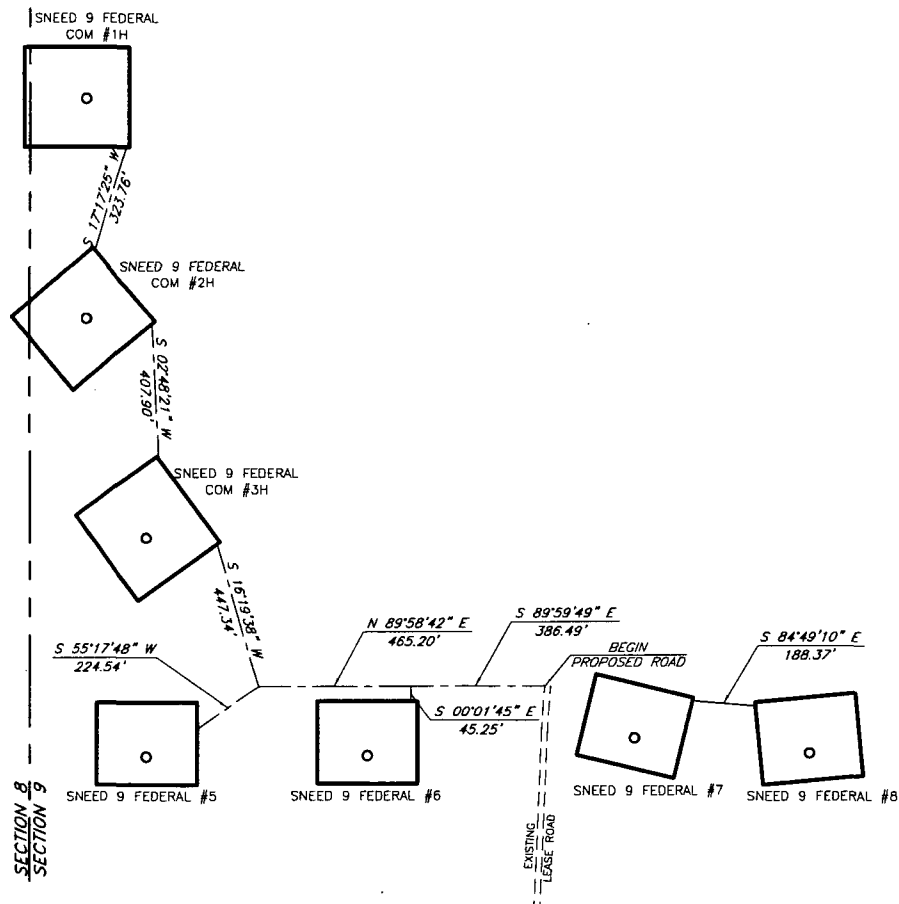 SNEED 9 FEDERAL
COM #1H
S 17°17'25" W
323.76'
SNEED 9 FEDERAL
COM #2H
S 02°48'21" W
407.90'
SNEED 9 FEDERAL
COM #3H
S 16°19'38" W
447.34'
N 89°58'42" E
465.20'
S 89°59'49" E
386.49'
S 55°17'48" W
224.54'
BEGIN
PROPOSED ROAD
S 84°49'10" E
188.37'
S 00°01'45" E
45.25'
SNEED 9 FEDERAL #5
SNEED 9 FEDERAL #6
SNEED 9 FEDERAL #7
SNEED 9 FEDERAL #8
SECTION 8
SECTION 9
EXISTING
LEASE ROAD